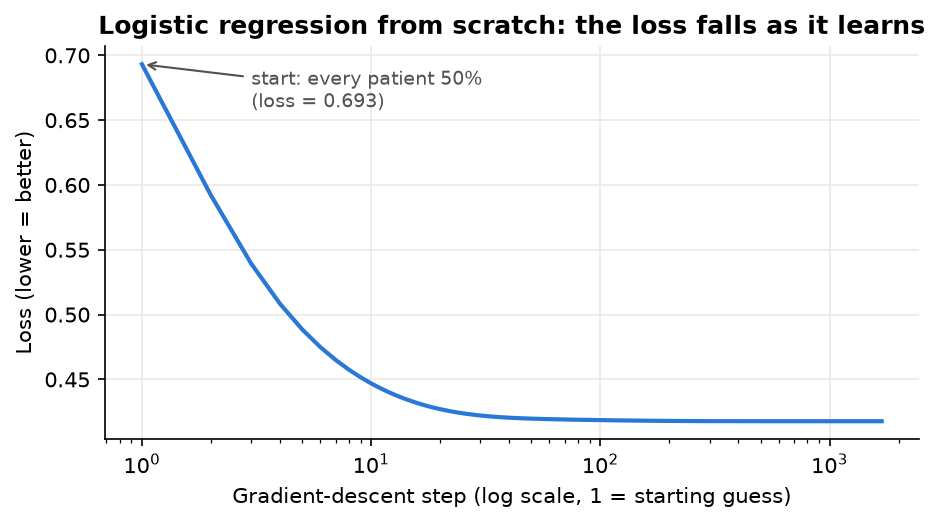 Logistic regression from scratch: the loss falls as it learns
start: every patient 50%
(loss = 0.693)
Loss (lower = better)
0.70
0.65
0.60
0.55
0.50
0.45
10⁰
10¹
10²
10³
Gradient-descent step (log scale, 1 = starting guess)